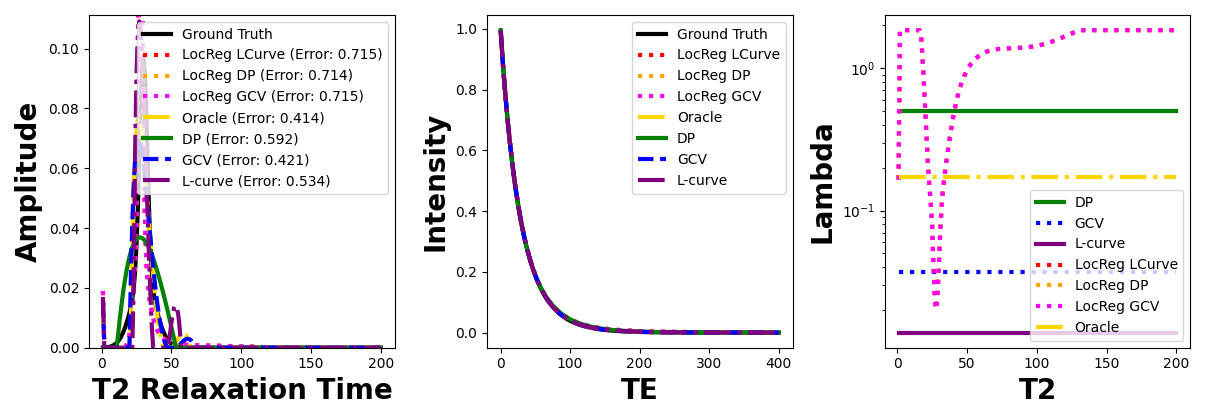 Amplitude
0.00
0.02
0.04
0.06
0.08
0.10
0
50
100
150
200
T2 Relaxation Time
Ground Truth
LocReg LCurve (Error: 0.715)
LocReg DP (Error: 0.714)
LocReg GCV (Error: 0.715)
Oracle (Error: 0.414)
DP (Error: 0.592)
GCV (Error: 0.421)
L-curve (Error: 0.534)
Intensity
0.0
0.2
0.4
0.6
0.8
1.0
0
100
200
300
400
TE
Ground Truth
LocReg LCurve
LocReg DP
LocReg GCV
Oracle
DP
GCV
L-curve
Lambda
10⁰
10⁻¹
0
50
100
150
200
T2
DP
GCV
L-curve
LocReg LCurve
LocReg DP
LocReg GCV
Oracle